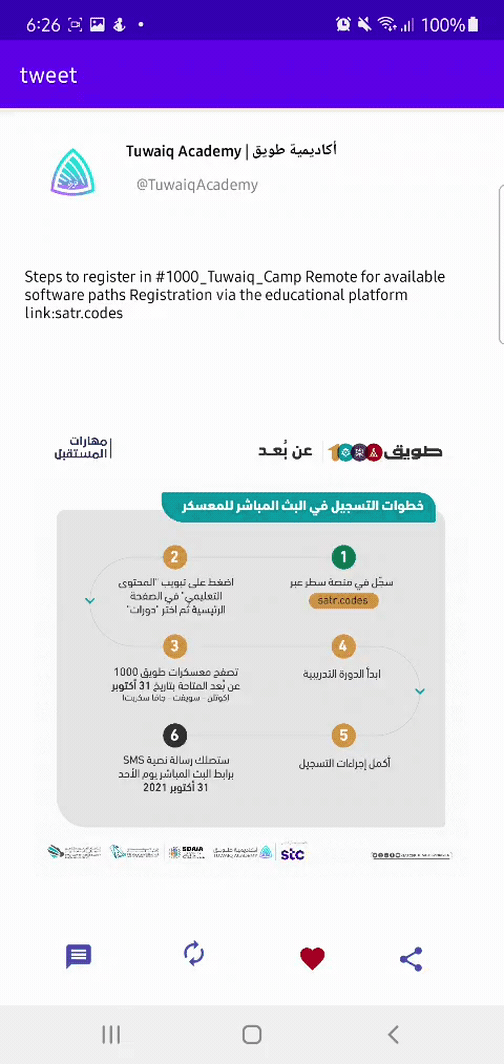 6:26
100%
tweet
Tuwaiq Academy | أكاديمية طويق
@TuwaiqAcademy
Steps to register in #1000_Tuwaiq_Camp Remote for available
software paths Registration via the educational platform
link:satr.codes
طويق 1000 عن بُعد
مهارات
المستقبل
خطوات التسجيل في البث المباشر للمعسكر
1
سجّل في منصة سطر عبر
satr.codes
2
اضغط على تبويب "المحتوى
التعليمي" في الصفحة
الرئيسية ثم اختر "دورات"
3
تصفح معسكرات طويق 1000
عن بُعد المتاحة بتاريخ 31 أكتوبر
(كوتلن - سويفت - جافا سكريبت)
4
ابدأ الدورة التدريبية
5
أكمل إجراءات التسجيل
6
ستصلك رسالة نصية SMS
برابط البث المباشر يوم الأحد
31 أكتوبر 2021
stc
أكاديمية طويق
TUWAIQ ACADEMY
SDAIA